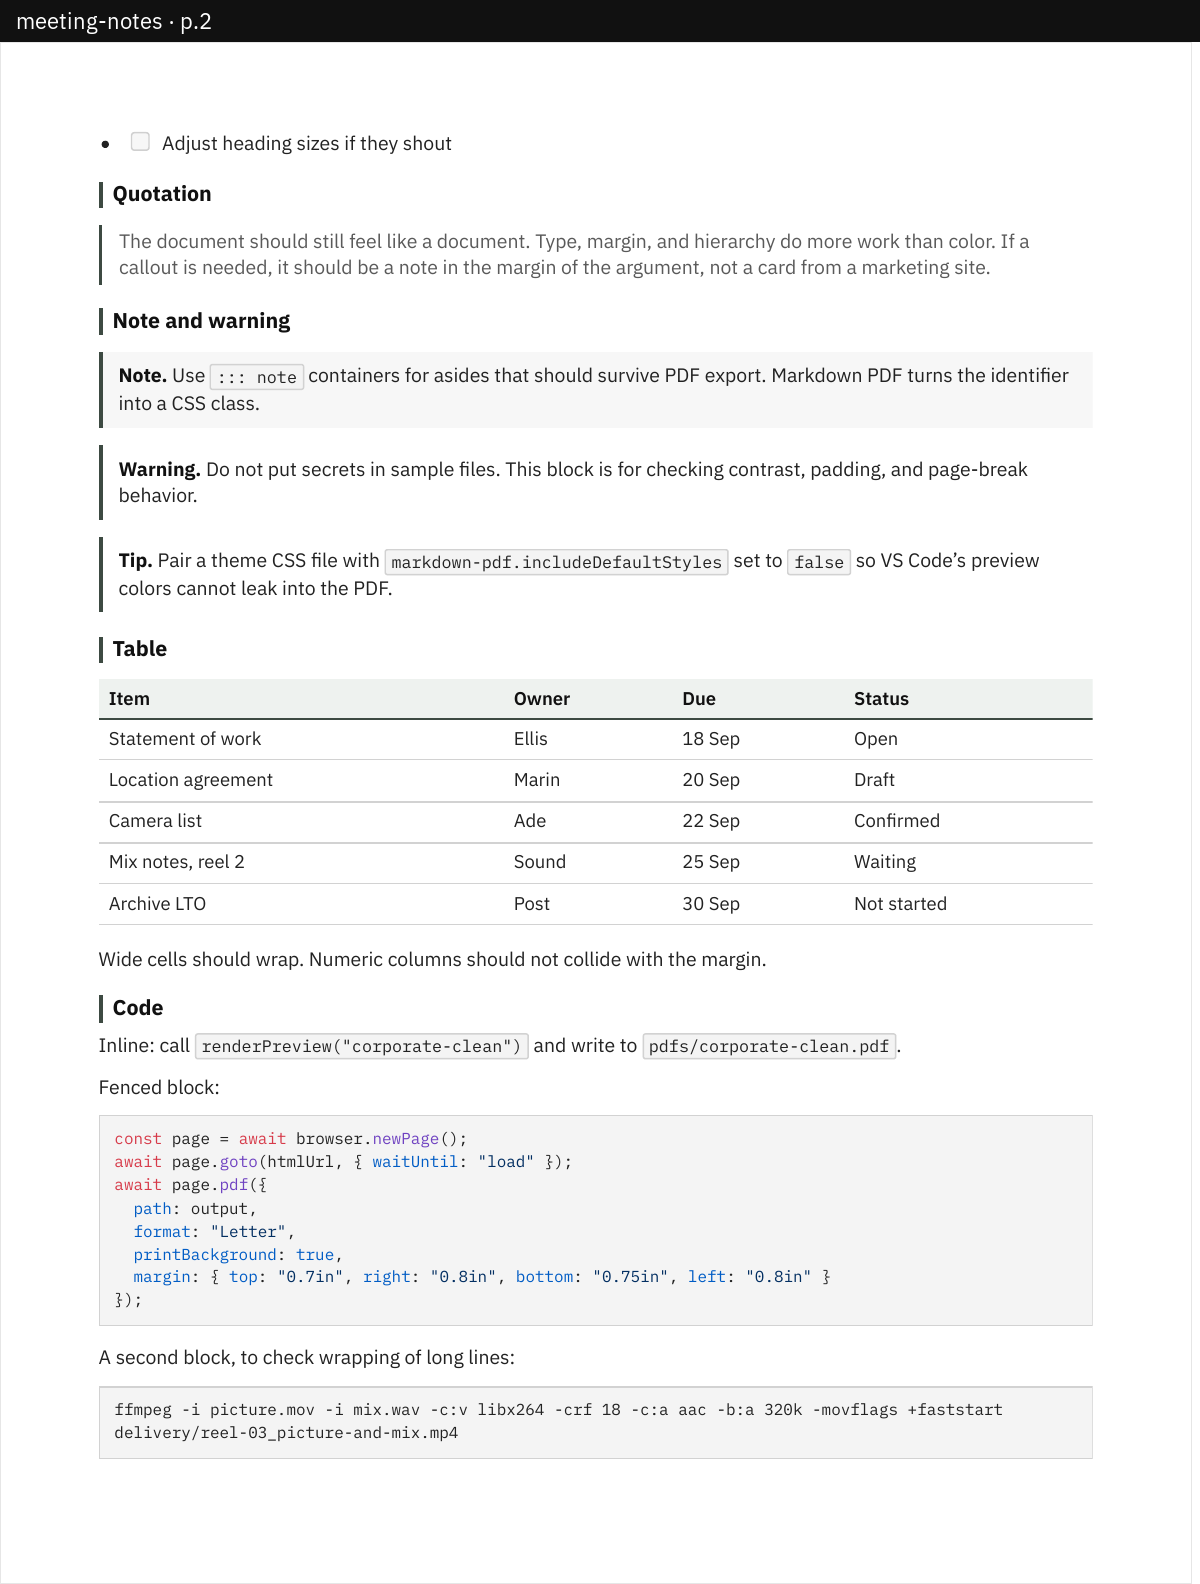 meeting-notes · p.2
• Adjust heading sizes if they shout
Quotation
The document should still feel like a document. Type, margin, and hierarchy do more work than color. If a
callout is needed, it should be a note in the margin of the argument, not a card from a marketing site.
Note and warning
Note. Use ::: note containers for asides that should survive PDF export. Markdown PDF turns the identifier
into a CSS class.
Warning. Do not put secrets in sample files. This block is for checking contrast, padding, and page-break
behavior.
Tip. Pair a theme CSS file with markdown-pdf.includeDefaultStyles set to false so VS Code’s preview
colors cannot leak into the PDF.
Table
Item Owner Due Status
Statement of work Ellis 18 Sep Open
Location agreement Marin 20 Sep Draft
Camera list Ade 22 Sep Confirmed
Mix notes, reel 2 Sound 25 Sep Waiting
Archive LTO Post 30 Sep Not started
Wide cells should wrap. Numeric columns should not collide with the margin.
Code
Inline: call renderPreview("corporate-clean") and write to pdfs/corporate-clean.pdf.
Fenced block:
const page = await browser.newPage();
await page.goto(htmlUrl, { waitUntil: "load" });
await page.pdf({
  path: output,
  format: "Letter",
  printBackground: true,
  margin: { top: "0.7in", right: "0.8in", bottom: "0.75in", left: "0.8in" }
});
A second block, to check wrapping of long lines:
ffmpeg -i picture.mov -i mix.wav -c:v libx264 -crf 18 -c:a aac -b:a 320k -movflags +faststart
delivery/reel-03_picture-and-mix.mp4